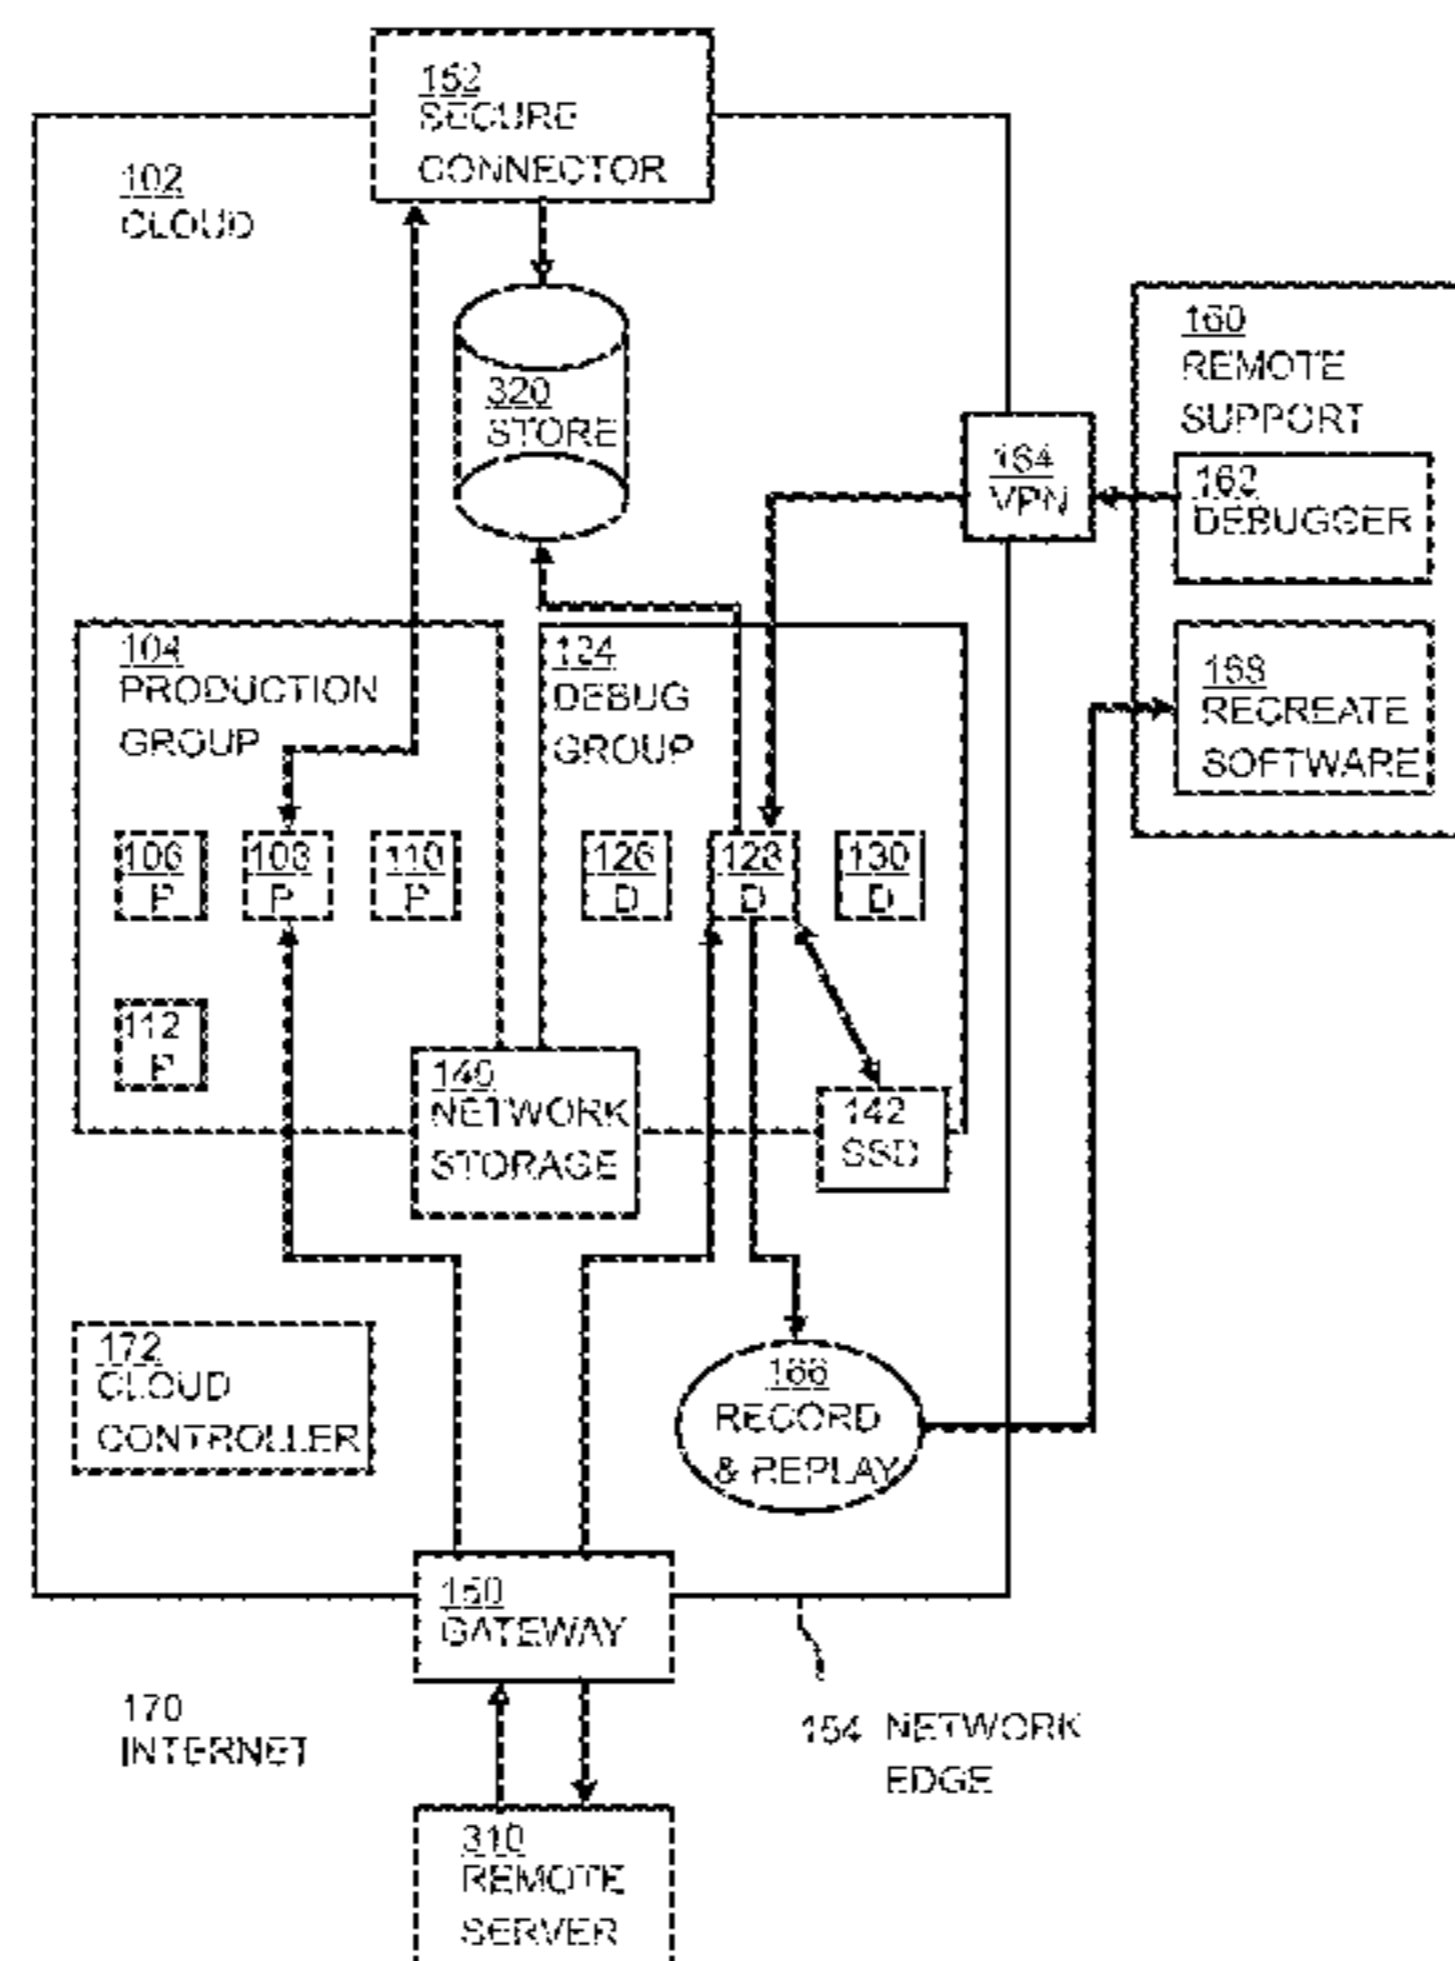 152
SECURE
CONNECTOR
102
CLOUD
320
STORE
160
REMOTE
SUPPORT
164
VPN
162
DEBUGGER
168
RECREATE
SOFTWARE
104
PRODUCTION
GROUP
124
DEBUG
GROUP
106
P
108
P
110
P
126
D
128
D
130
D
112
P
140
NETWORK
STORAGE
142
SSD
172
CLOUD
CONTROLLER
166
RECORD
& REPLAY
150
GATEWAY
170
INTERNET
154 NETWORK
EDGE
310
REMOTE
SERVER